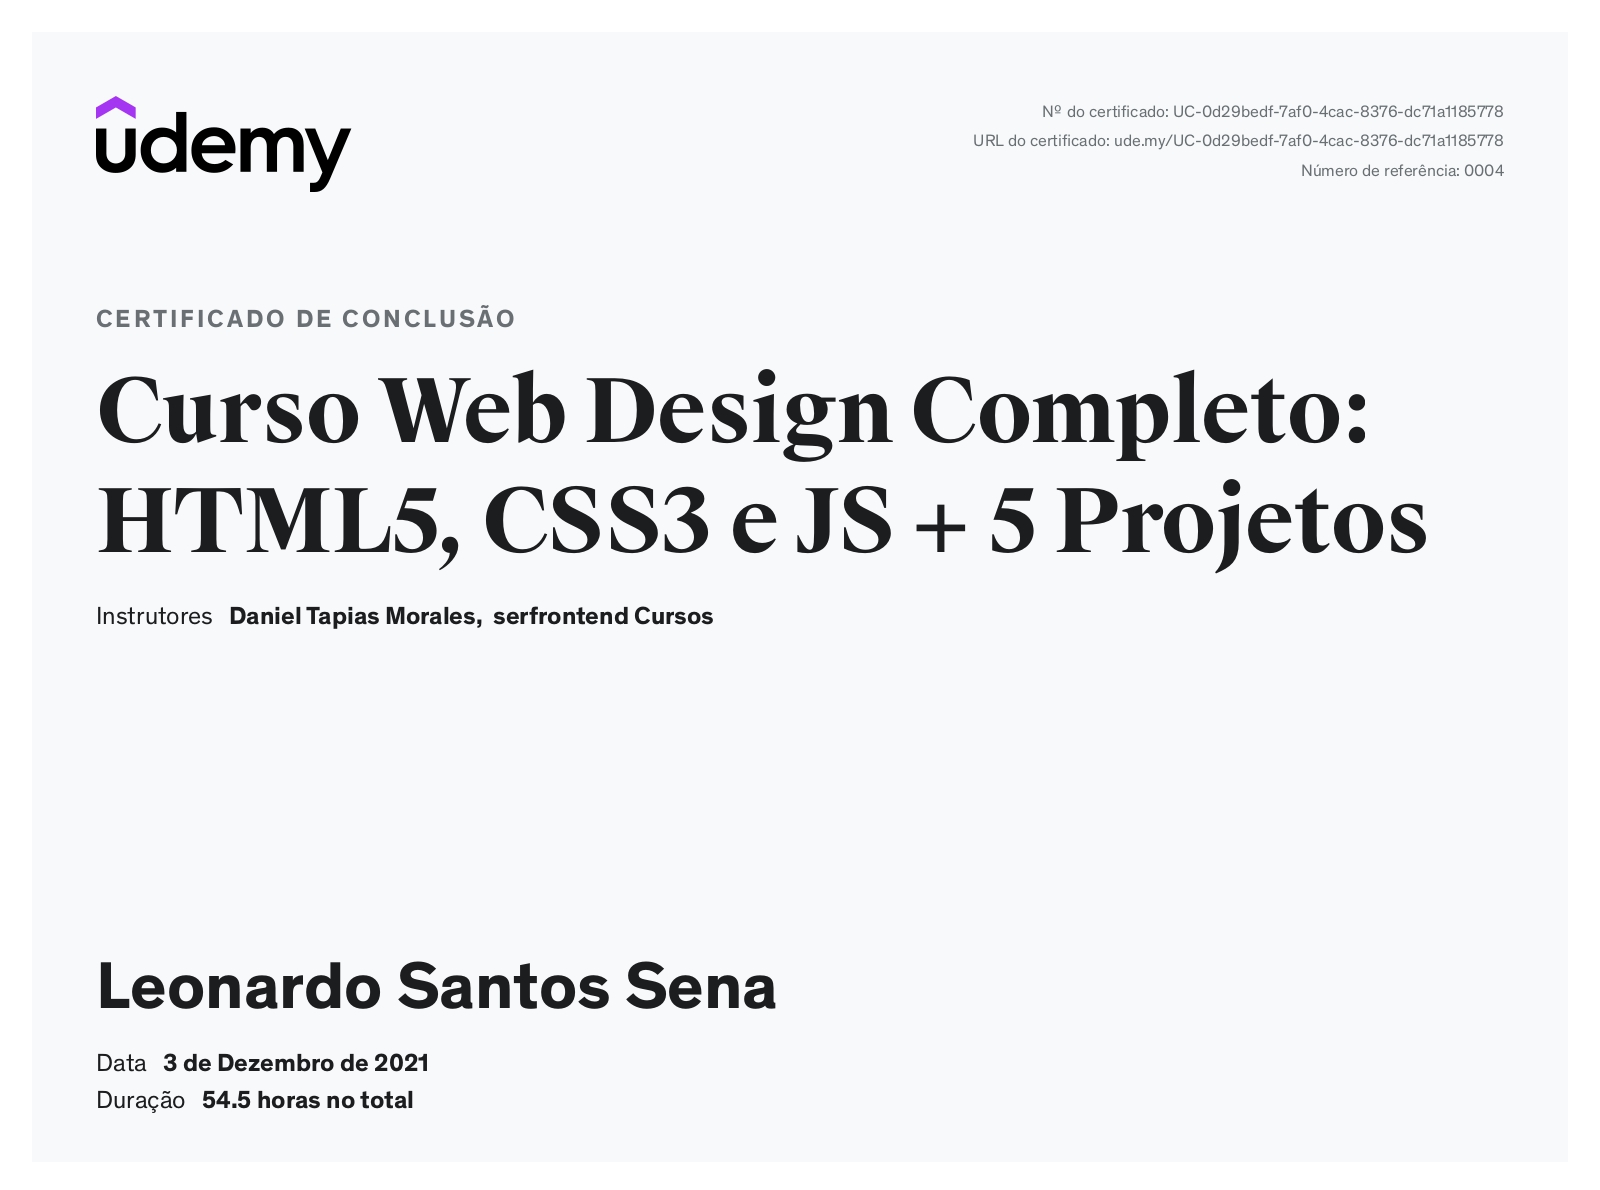 udemy
Nº do certificado: UC-0d29bedf-7af0-4cac-8376-dc71a1185778
URL do certificado: ude.my/UC-0d29bedf-7af0-4cac-8376-dc71a1185778
Número de referência: 0004
CERTIFICADO DE CONCLUSÃO
Curso Web Design Completo:
HTML5, CSS3 e JS + 5 Projetos
Instrutores Daniel Tapias Morales, serfrontend Cursos
Leonardo Santos Sena
Data 3 de Dezembro de 2021
Duração 54.5 horas no total